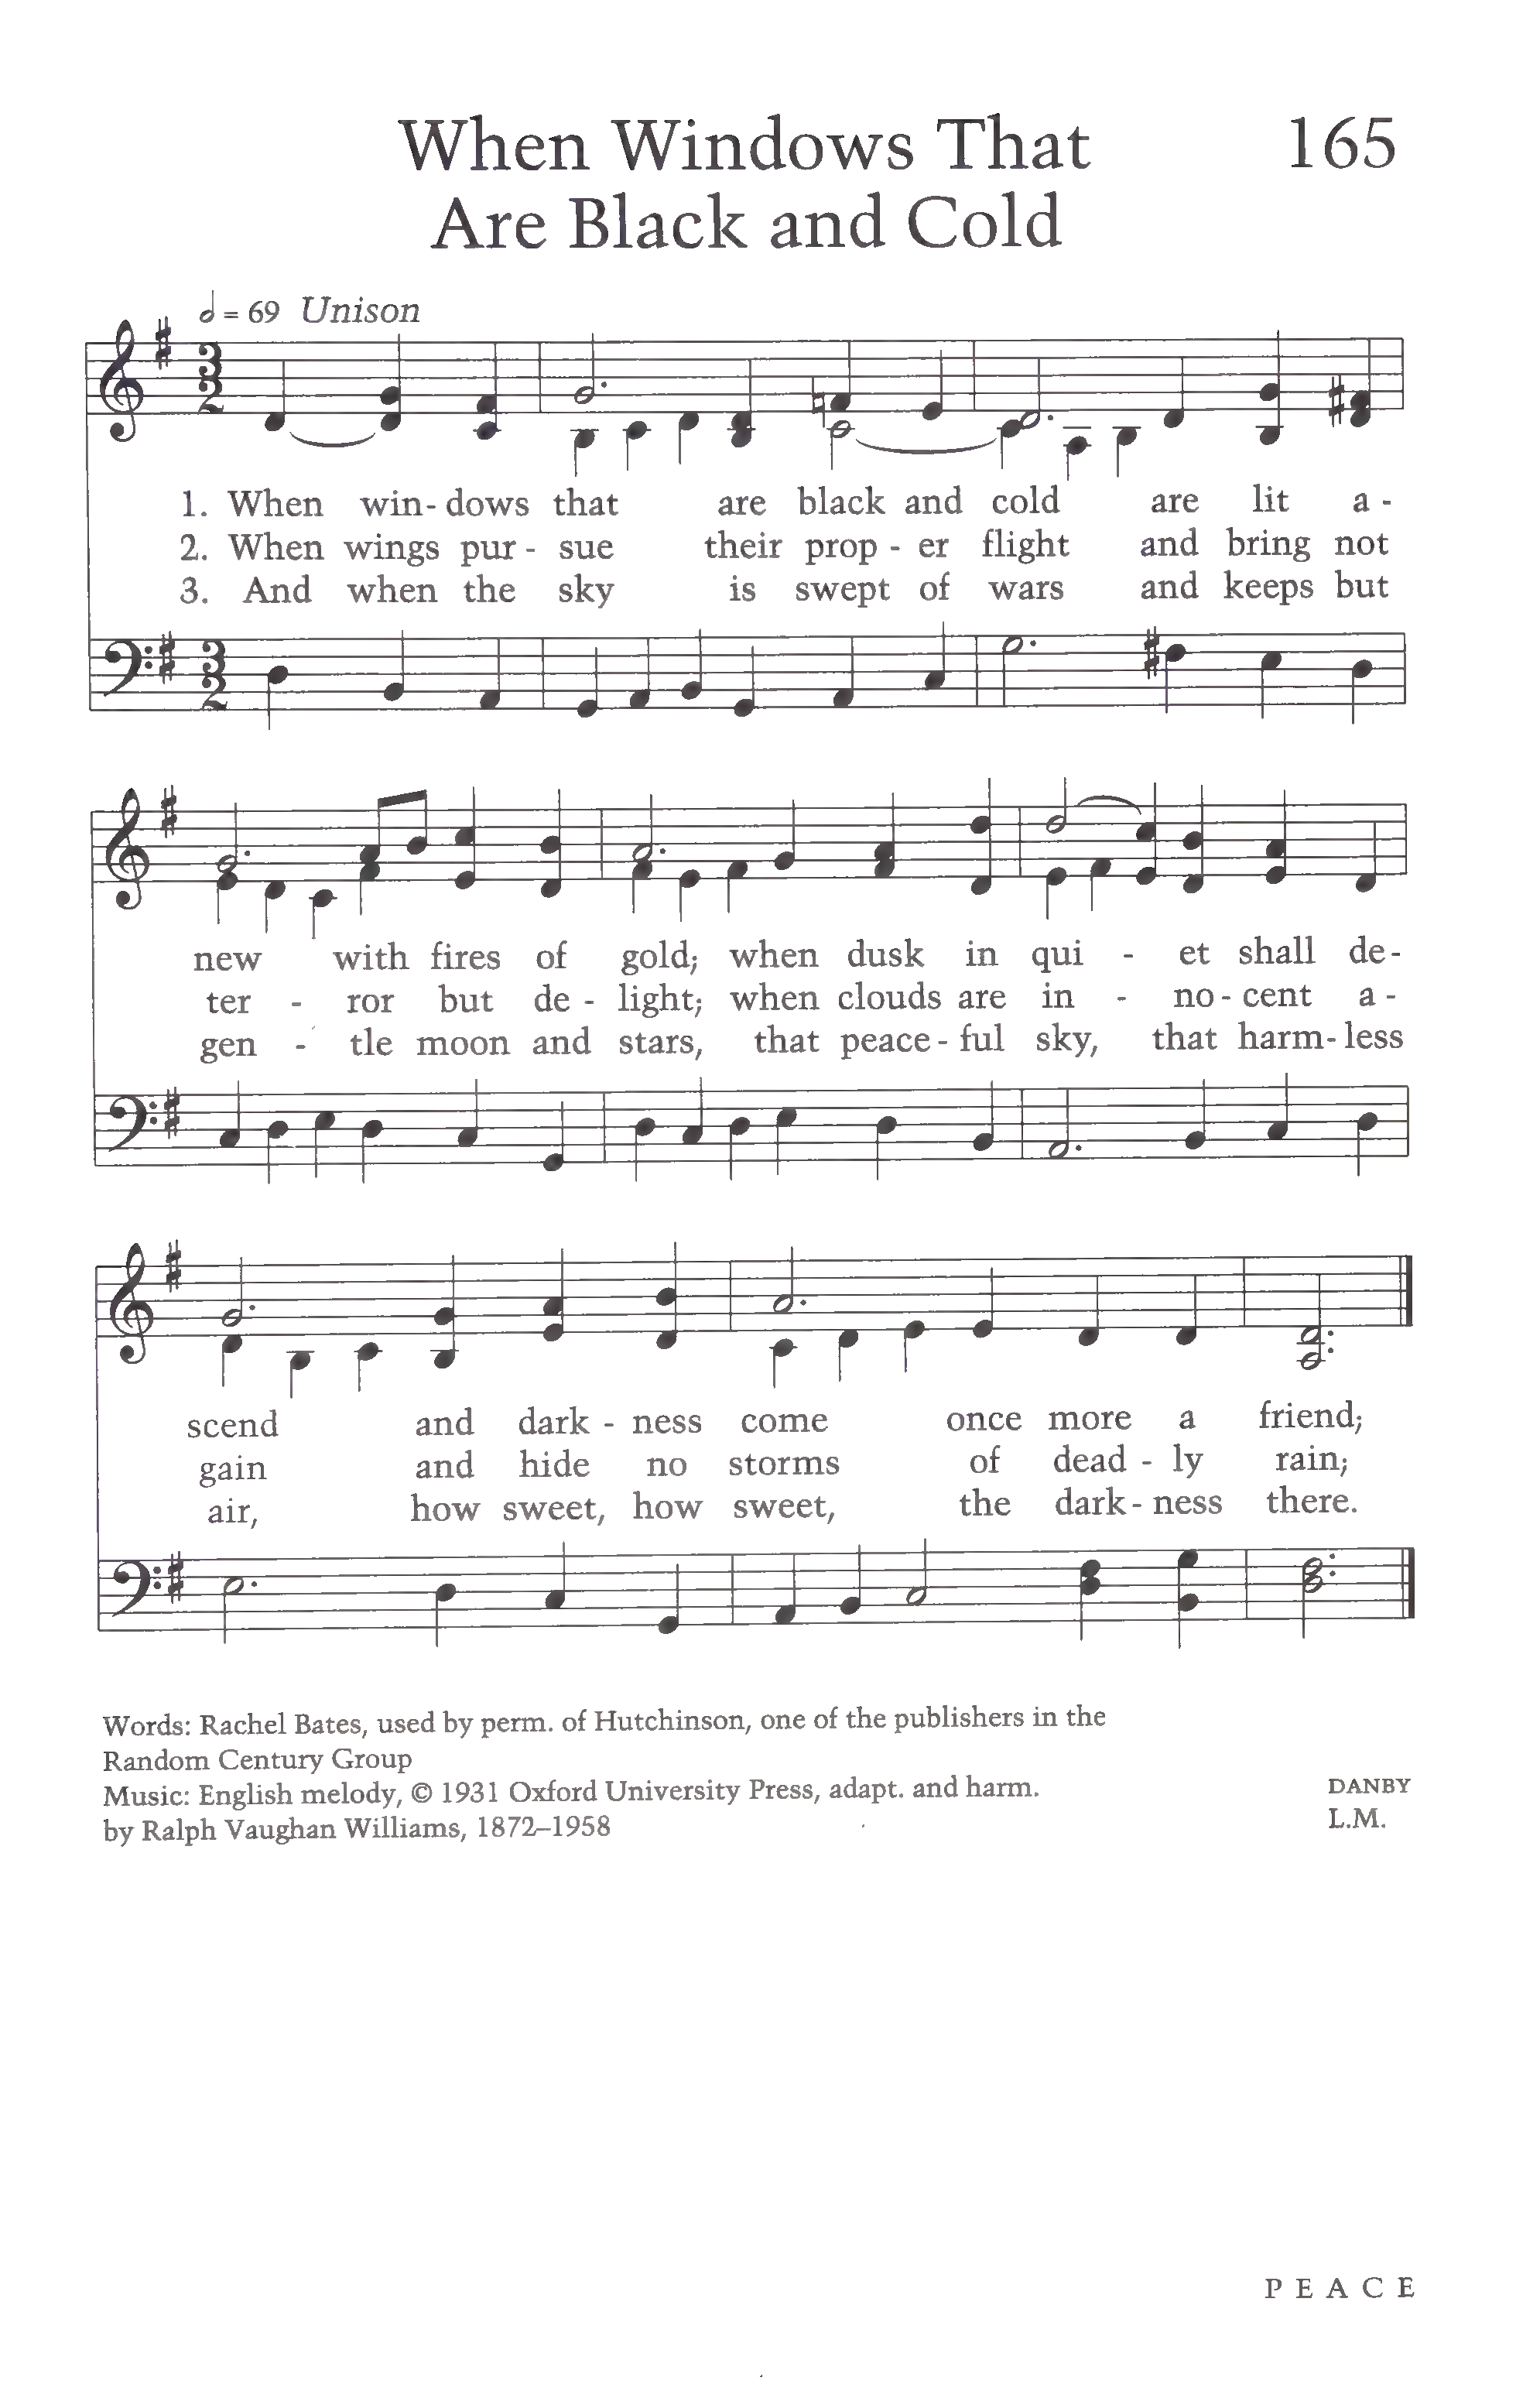 When Windows That 165
Are Black and Cold
= 69 Unison
3
2
1. When win- dows that are black and cold are lit a -
2. When wings pur - sue their prop - er flight and bring not
3. And when the sky is swept of wars and keeps but
3
2
new with fires of gold; when dusk in qui - et shall de-
ter - ror but de - light; when clouds are in - no - cent a -
gen - tle moon and stars, that peace - ful sky, that harm- less
scend and dark - ness come once more a friend;
gain and hide no storms of dead - ly rain;
air, how sweet, how sweet, the dark - ness there.
Words: Rachel Bates, used by perm. of Hutchinson, one of the publishers in the
Random Century Group
Music: English melody, © 1931 Oxford University Press, adapt. and harm. DANBY
by Ralph Vaughan Williams, 1872–1958 L.M.
PEACE